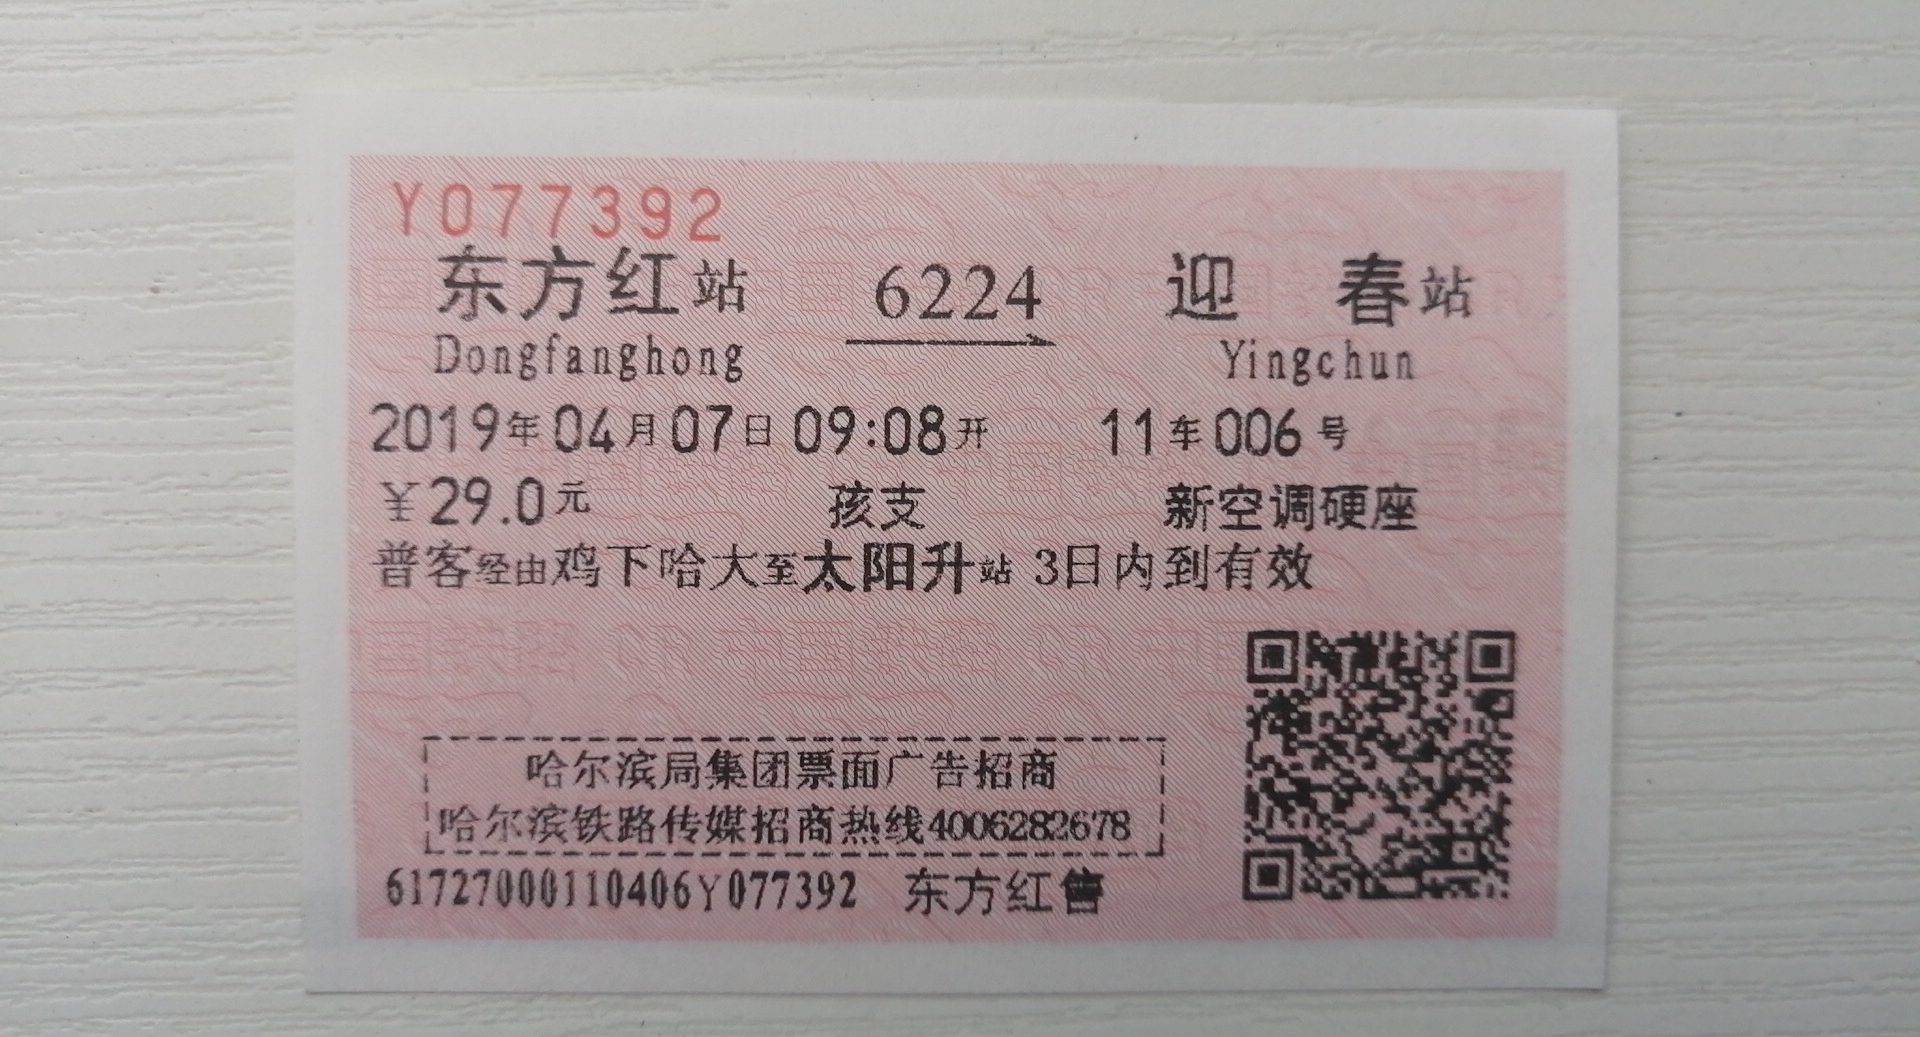 Y077392
东方红站 6224 迎春站
Dongfanghong Yingchun
2019年04月07日09:08开 11车006号
¥29.0元 孩支 新空调硬座
普客经由鸡下哈大至太阳升站 3日内到有效
哈尔滨局集团票面广告招商
哈尔滨铁路传媒招商热线4006282678
61727000110406Y077392 东方红售